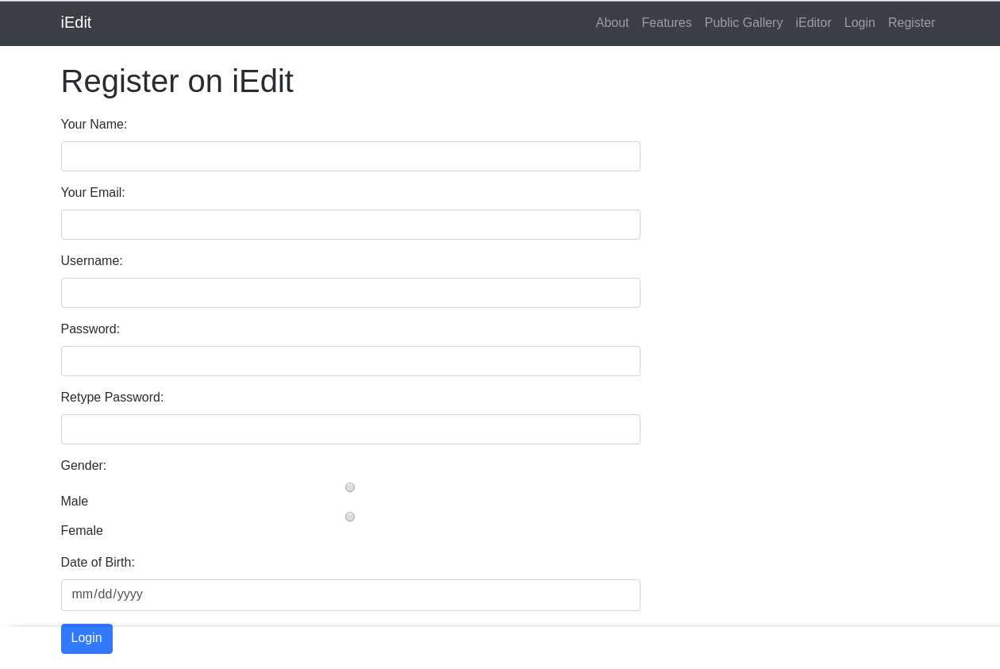 iEdit About Features Public Gallery iEditor Login Register
Register on iEdit
Your Name:
Your Email:
Username:
Password:
Retype Password:
Gender:
Male
Female
Date of Birth:
mm/dd/yyyy
Login